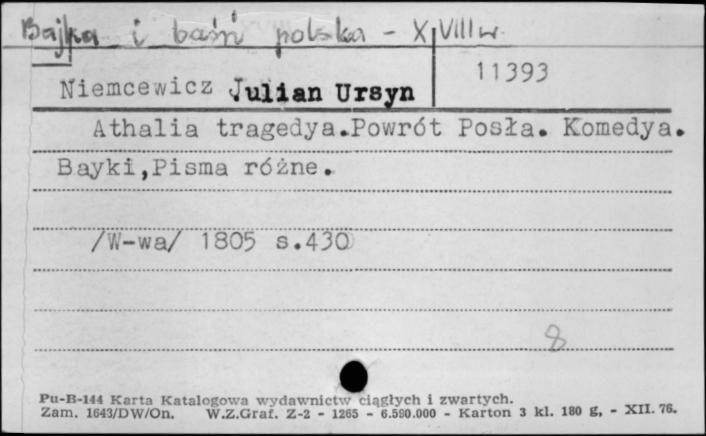 Bajka i baśń polska - XVIII w.
11393
Niemcewicz Julian Ursyn
Athalia tragedya.Powrót Posła. Komedya.
Bayki,Pisma różne.
/W-wa/ 1805 s.430
8
Pu-B-144 Karta Katalogowa wydawnictw ciągłych i zwartych.
Zam. 1643/DW/On. W.Z.Graf. Z-2 - 1265 - 6.590.000 - Karton 3 kl. 180 g, - XII. 76.